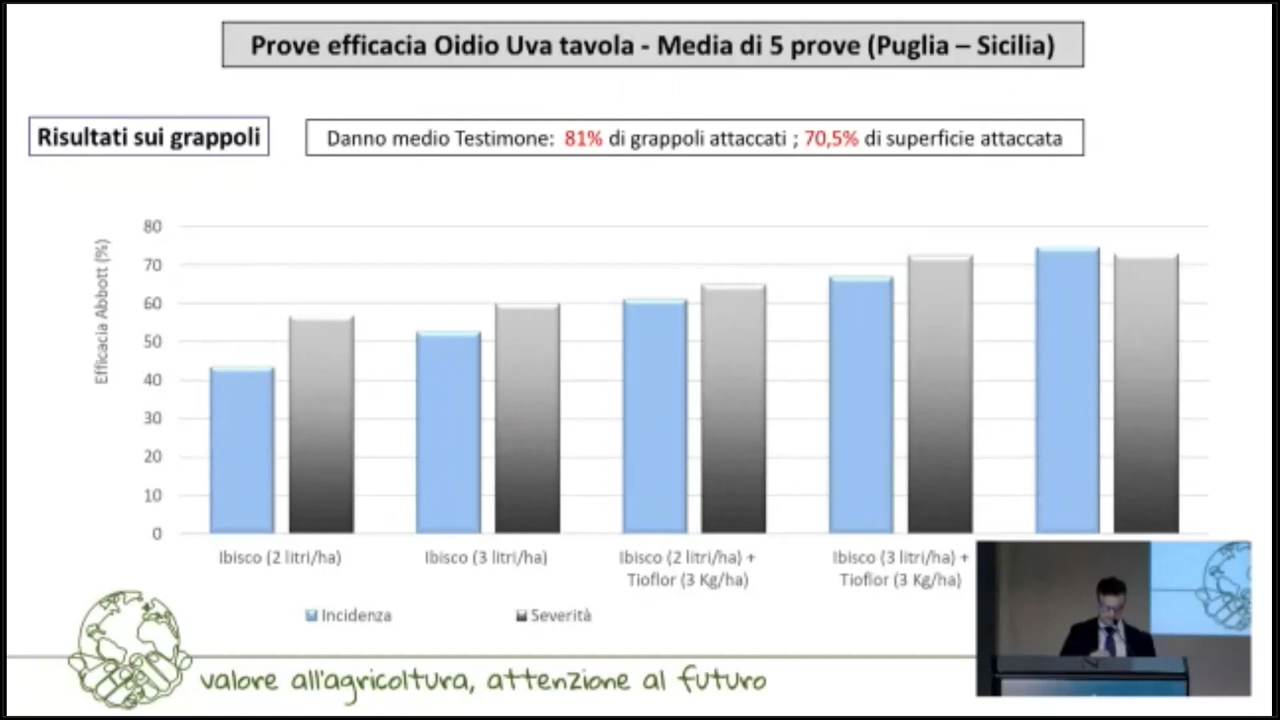 Prove efficacia Oidio Uva tavola - Media di 5 prove (Puglia – Sicilia)
Risultati sui grappoli
Danno medio Testimone: 81% di grappoli attaccati ; 70,5% di superficie attaccata
Efficacia Abbott (%)
80
70
60
50
40
30
20
10
0
Ibisco (2 litri/ha)
Ibisco (3 litri/ha)
Ibisco (2 litri/ha) +
Tioflor (3 Kg/ha)
Ibisco (3 litri/ha) +
Tioflor (3 Kg/ha)
Incidenza
Severità
valore all'agricoltura, attenzione al futuro